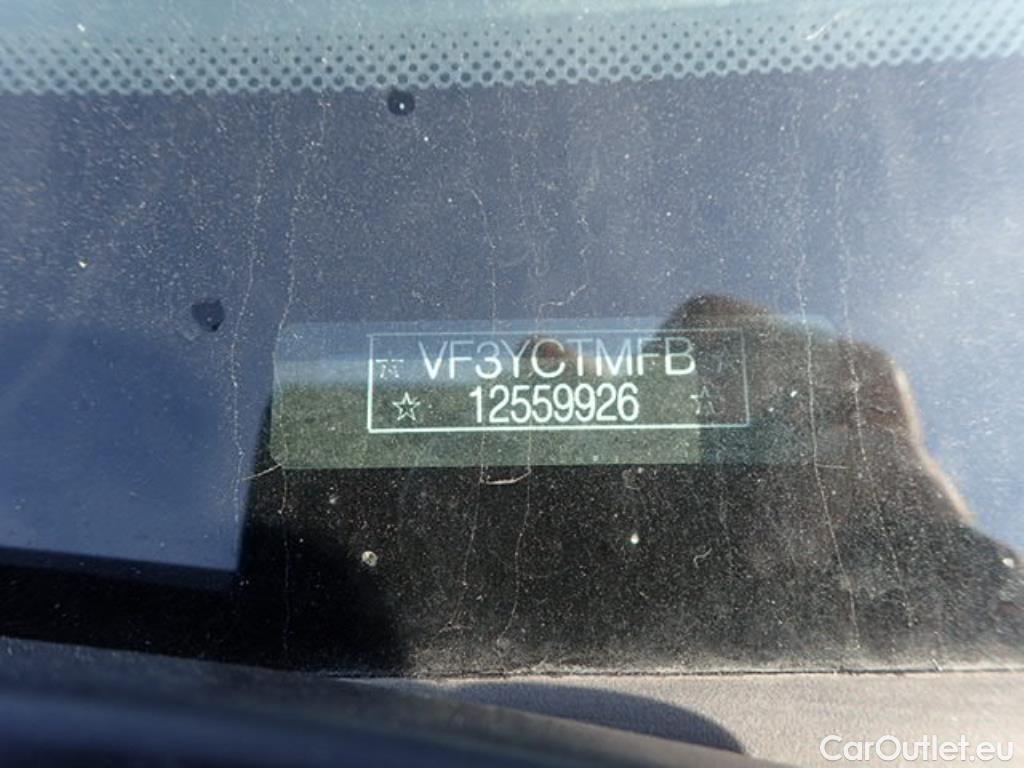 ☆ VF3YCTMFB ☆
☆ 12559926 ☆
CarOutlet.eu